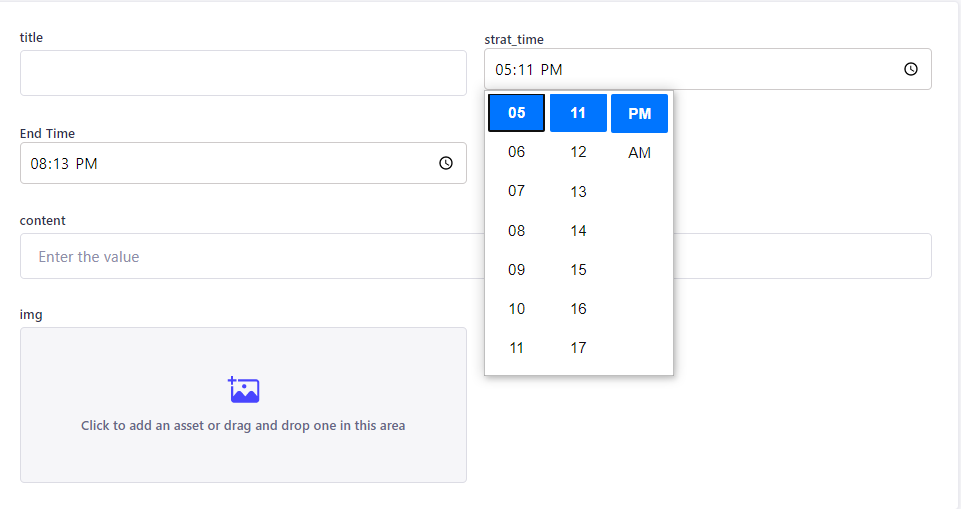 title
strat_time
05:11 PM
05 11 PM
06 12 AM
07 13
08 14
09 15
10 16
11 17
End Time
08:13 PM
content
Enter the value
img
Click to add an asset or drag and drop one in this area